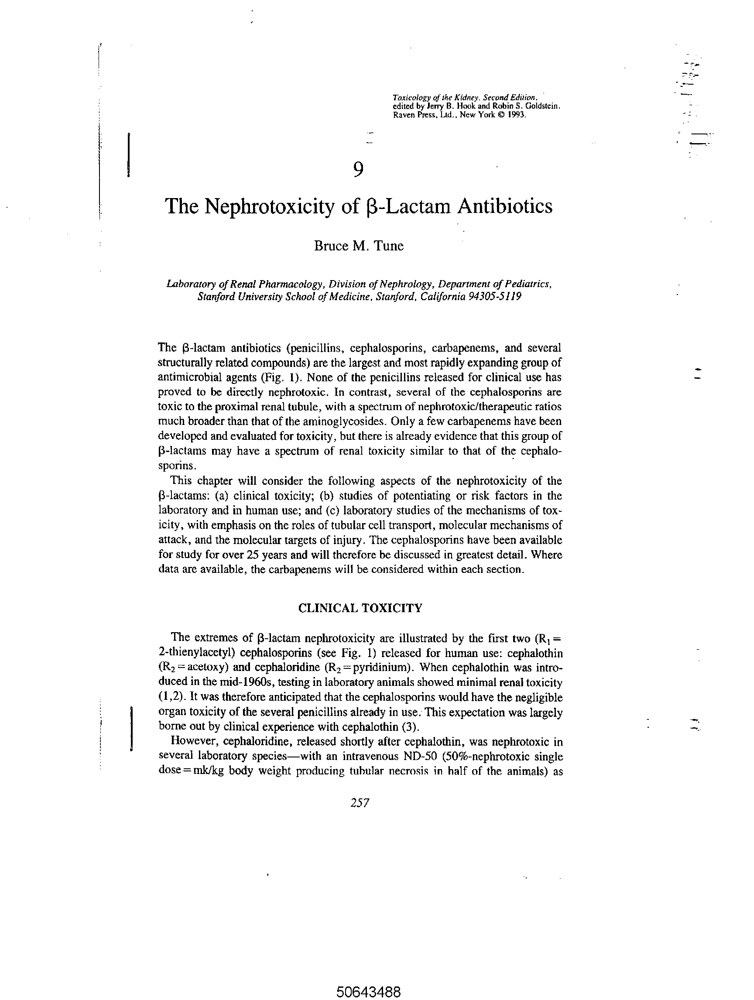 Toxicology of the Kidney, Second Edition,
edited by Jerry B. Hook and Robin S. Goldstein.
Raven Press, Ltd., New York © 1993.
9
The Nephrotoxicity of β-Lactam Antibiotics
Bruce M. Tune
Laboratory of Renal Pharmacology, Division of Nephrology, Department of Pediatrics,
Stanford University School of Medicine, Stanford, California 94305-5119
The β-lactam antibiotics (penicillins, cephalosporins, carbapenems, and several
structurally related compounds) are the largest and most rapidly expanding group of
antimicrobial agents (Fig. 1). None of the penicillins released for clinical use has
proved to be directly nephrotoxic. In contrast, several of the cephalosporins are
toxic to the proximal renal tubule, with a spectrum of nephrotoxic/therapeutic ratios
much broader than that of the aminoglycosides. Only a few carbapenems have been
developed and evaluated for toxicity, but there is already evidence that this group of
β-lactams may have a spectrum of renal toxicity similar to that of the cephalo-
sporins.
This chapter will consider the following aspects of the nephrotoxicity of the
β-lactams: (a) clinical toxicity; (b) studies of potentiating or risk factors in the
laboratory and in human use; and (c) laboratory studies of the mechanisms of tox-
icity, with emphasis on the roles of tubular cell transport, molecular mechanisms of
attack, and the molecular targets of injury. The cephalosporins have been available
for study for over 25 years and will therefore be discussed in greatest detail. Where
data are available, the carbapenems will be considered within each section.
CLINICAL TOXICITY
The extremes of β-lactam nephrotoxicity are illustrated by the first two (R₁ =
2-thienylacetyl) cephalosporins (see Fig. 1) released for human use: cephalothin
(R₂ = acetoxy) and cephaloridine (R₂ = pyridinium). When cephalothin was intro-
duced in the mid-1960s, testing in laboratory animals showed minimal renal toxicity
(1,2). It was therefore anticipated that the cephalosporins would have the negligible
organ toxicity of the several penicillins already in use. This expectation was largely
borne out by clinical experience with cephalothin (3).
However, cephaloridine, released shortly after cephalothin, was nephrotoxic in
several laboratory species—with an intravenous ND-50 (50%-nephrotoxic single
dose = mk/kg body weight producing tubular necrosis in half of the animals) as
257
50643488